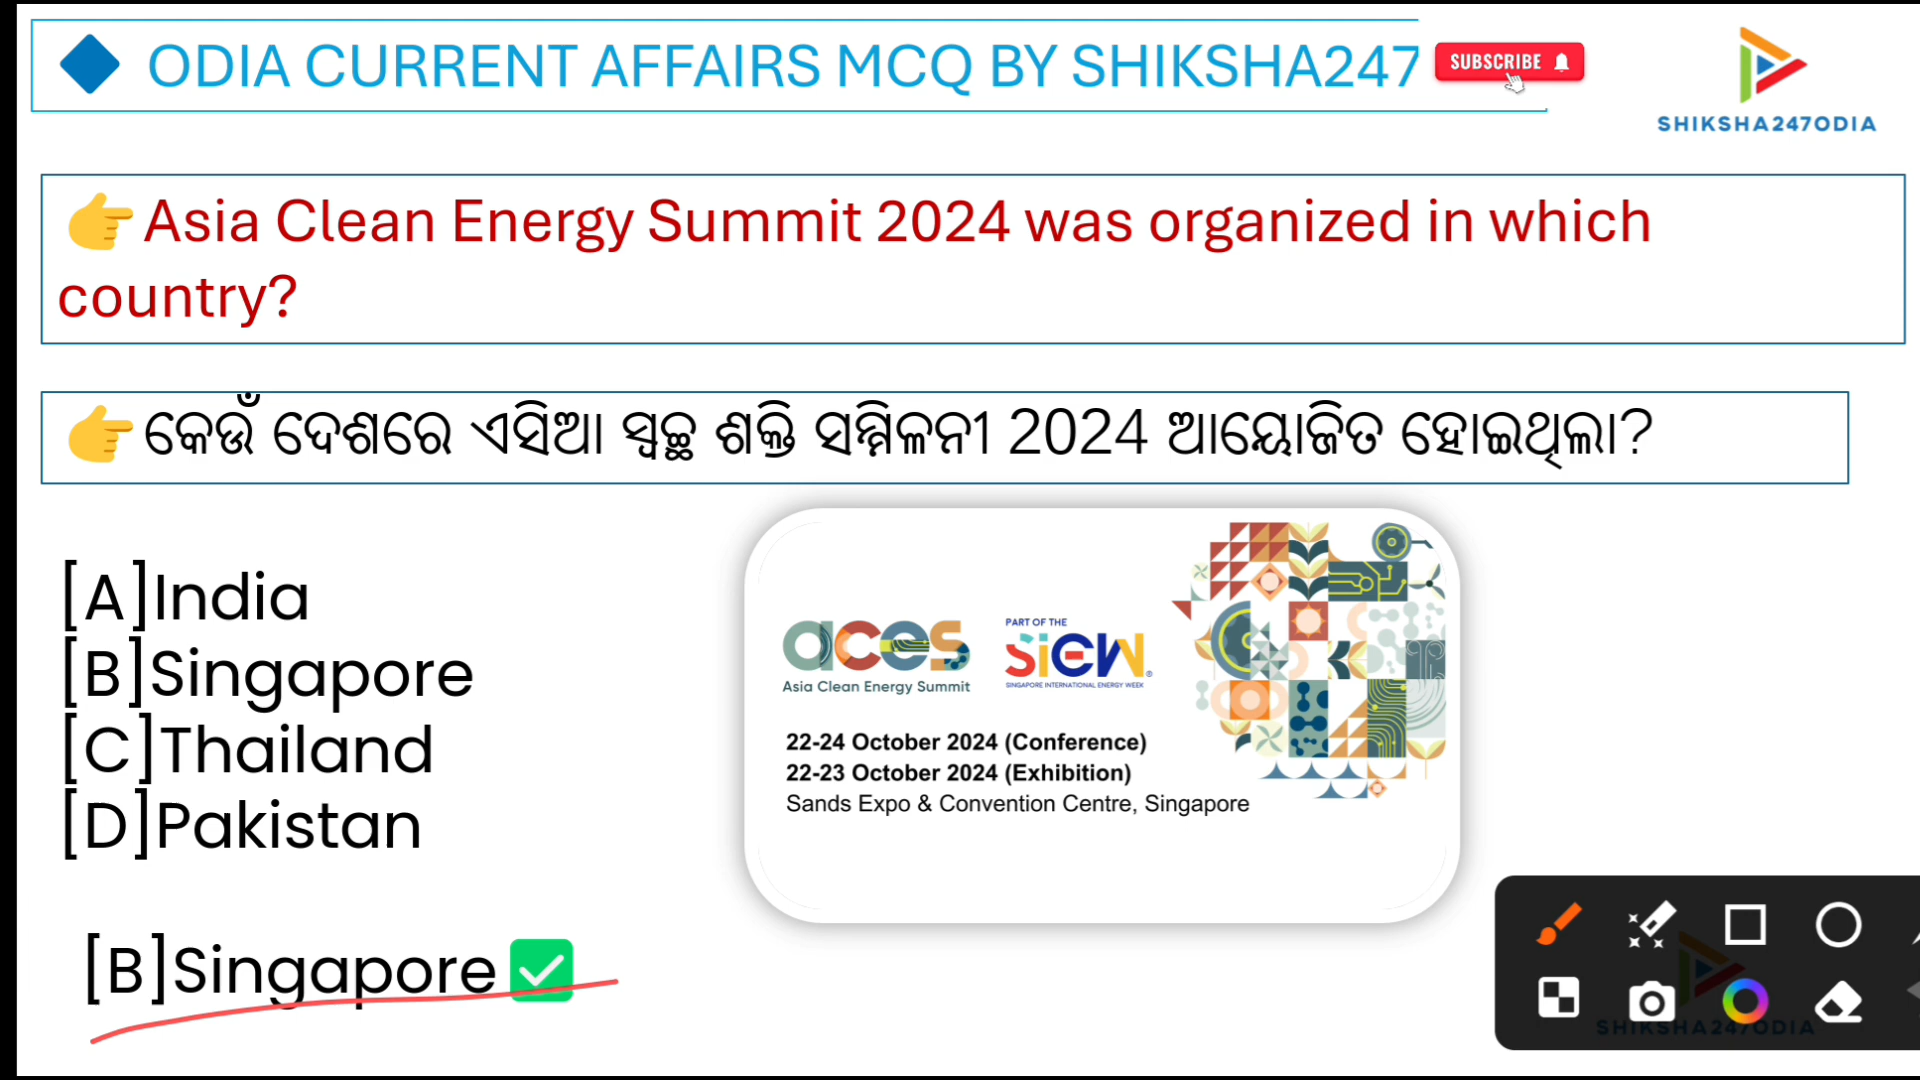 ODIA CURRENT AFFAIRS MCQ BY SHIKSHA247
SUBSCRIBE
SHIKSHA247ODIA
Asia Clean Energy Summit 2024 was organized in which
country?
କେଉଁ ଦେଶରେ ଏସିଆ ସ୍ୱଚ୍ଛ ଶକ୍ତି ସମ୍ମିଳନୀ 2024 ଆୟୋଜିତ ହୋଇଥିଲା?
[A]India
[B]Singapore
[C]Thailand
[D]Pakistan
[B]Singapore
aces
Asia Clean Energy Summit
PART OF THE
SiEW
SINGAPORE INTERNATIONAL ENERGY WEEK
22-24 October 2024 (Conference)
22-23 October 2024 (Exhibition)
Sands Expo & Convention Centre, Singapore
SHIKSHA247ODIA